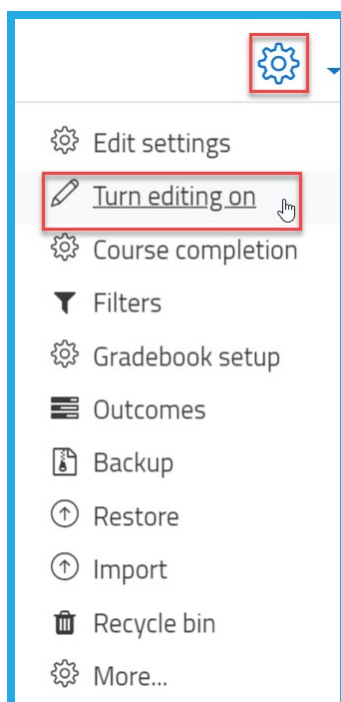 Edit settings
Turn editing on
Course completion
Filters
Gradebook setup
Outcomes
Backup
Restore
Import
Recycle bin
More...